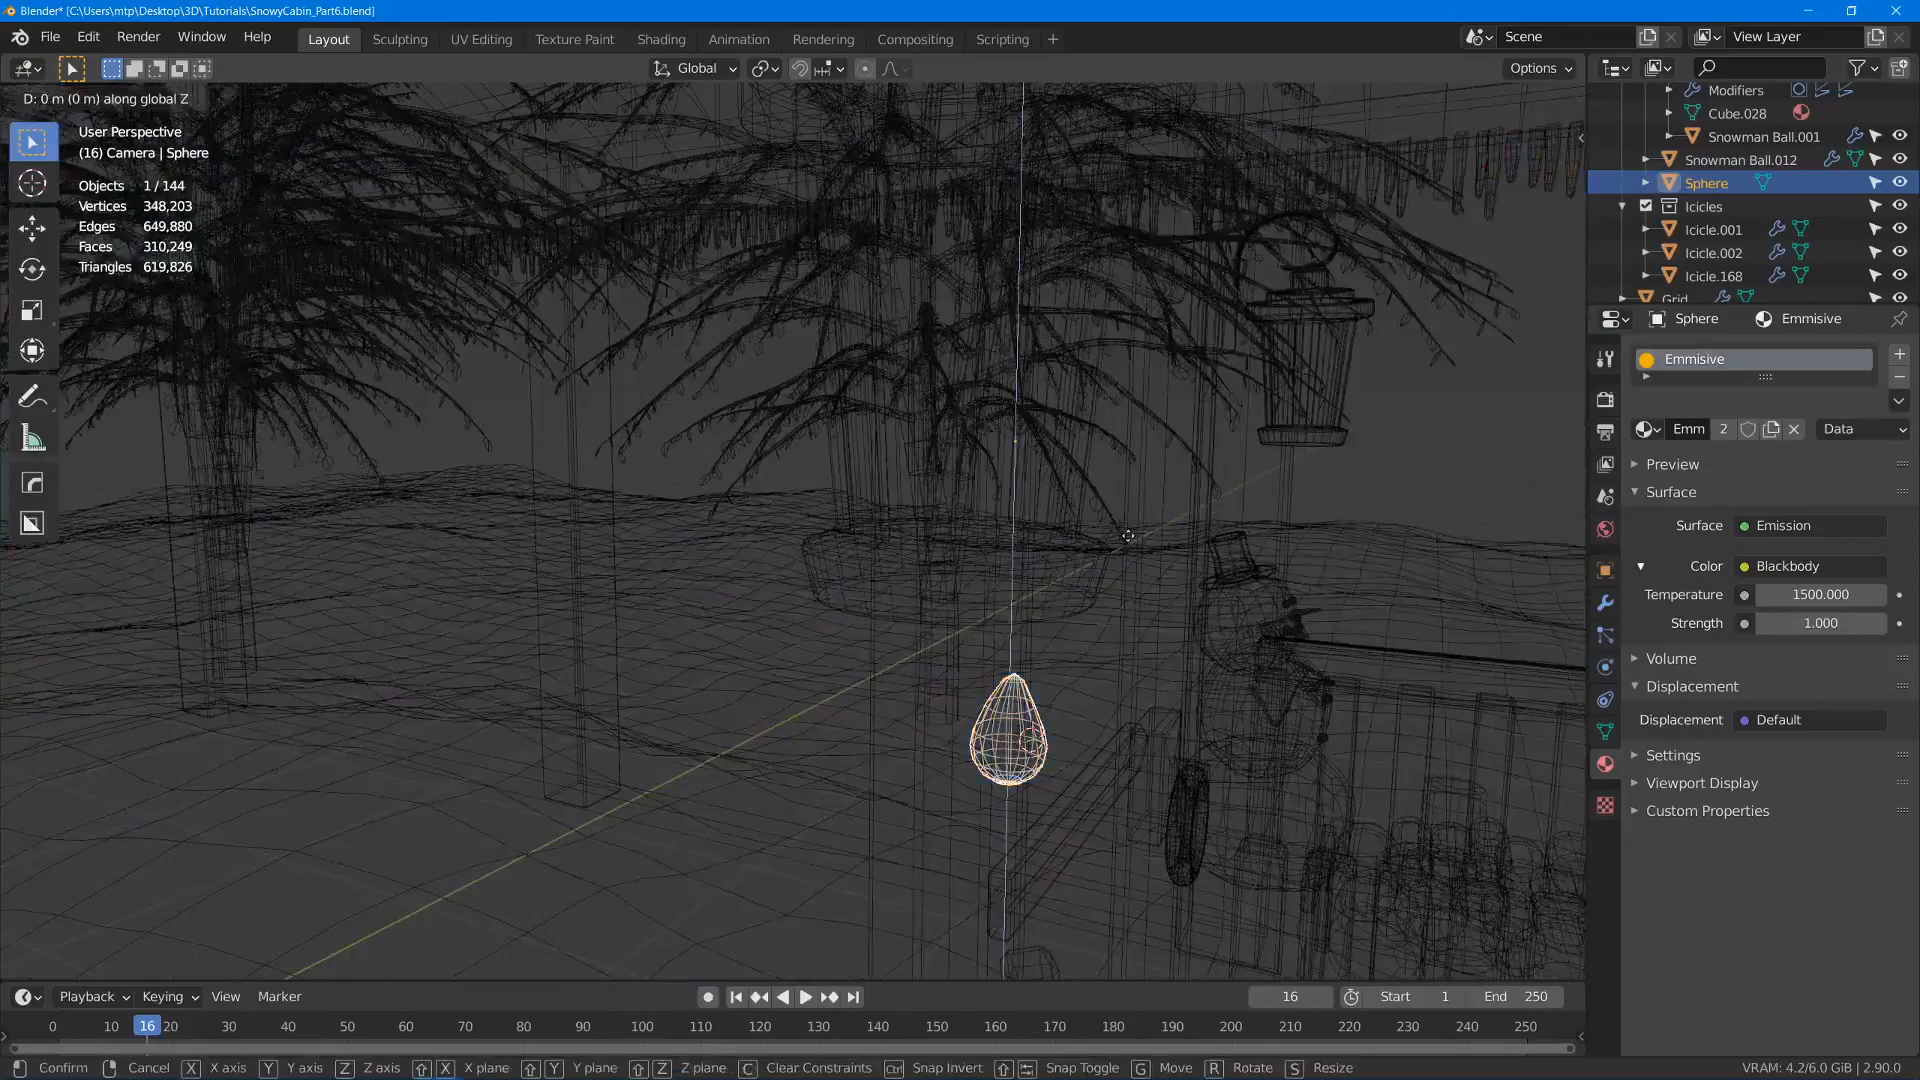 Blender* [C:\Users\mtp\Desktop\3D\Tutorials\SnowyCabin_Part6.blend]
File Edit Render Window Help Layout Sculpting UV Editing Texture Paint Shading Animation Rendering Compositing Scripting Scene View Layer
Global Options
D: 0 m (0 m) along global Z
User Perspective
(16) Camera | Sphere
Objects 1 / 144
Vertices 348,203
Edges 649,880
Faces 310,249
Triangles 619,826
Modifiers
Cube.028
Snowman Ball.001
Snowman Ball.012
Sphere
Icicles
Icicle.001
Icicle.002
Icicle.168
Grid
Sphere Emmisive
Emmisive
Emm 2 Data
Preview
Surface
Surface Emission
Color Blackbody
Temperature 1500.000
Strength 1.000
Volume
Displacement
Displacement Default
Settings
Viewport Display
Custom Properties
Playback Keying View Marker 16 Start 1 End 250
0 10 16 20 30 40 50 60 70 80 90 100 110 120 130 140 150 160 170 180 190 200 210 220 230 240 250
Confirm Cancel X X axis Y Y axis Z Z axis X X plane Y Y plane Z Z plane C Clear Constraints Ctrl Snap Invert Snap Toggle G Move R Rotate S Resize VRAM: 4.2/6.0 GiB | 2.90.0